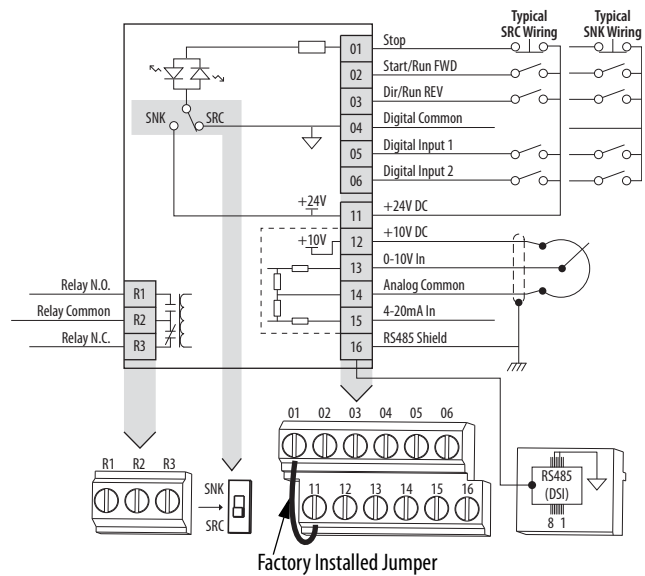 Typical
SRC Wiring
Typical
SNK Wiring
01 Stop
02 Start/Run FWD
03 Dir/Run REV
SNK SRC
04 Digital Common
05 Digital Input 1
06 Digital Input 2
+24V
11 +24V DC
+10V
12 +10V DC
13 0-10V In
14 Analog Common
15 4-20mA In
16 RS485 Shield
Relay N.O. R1
Relay Common R2
Relay N.C. R3
01 02 03 04 05 06
R1 R2 R3
SNK
SRC
11 12 13 14 15 16
RS485
(DSI)
8 1
Factory Installed Jumper